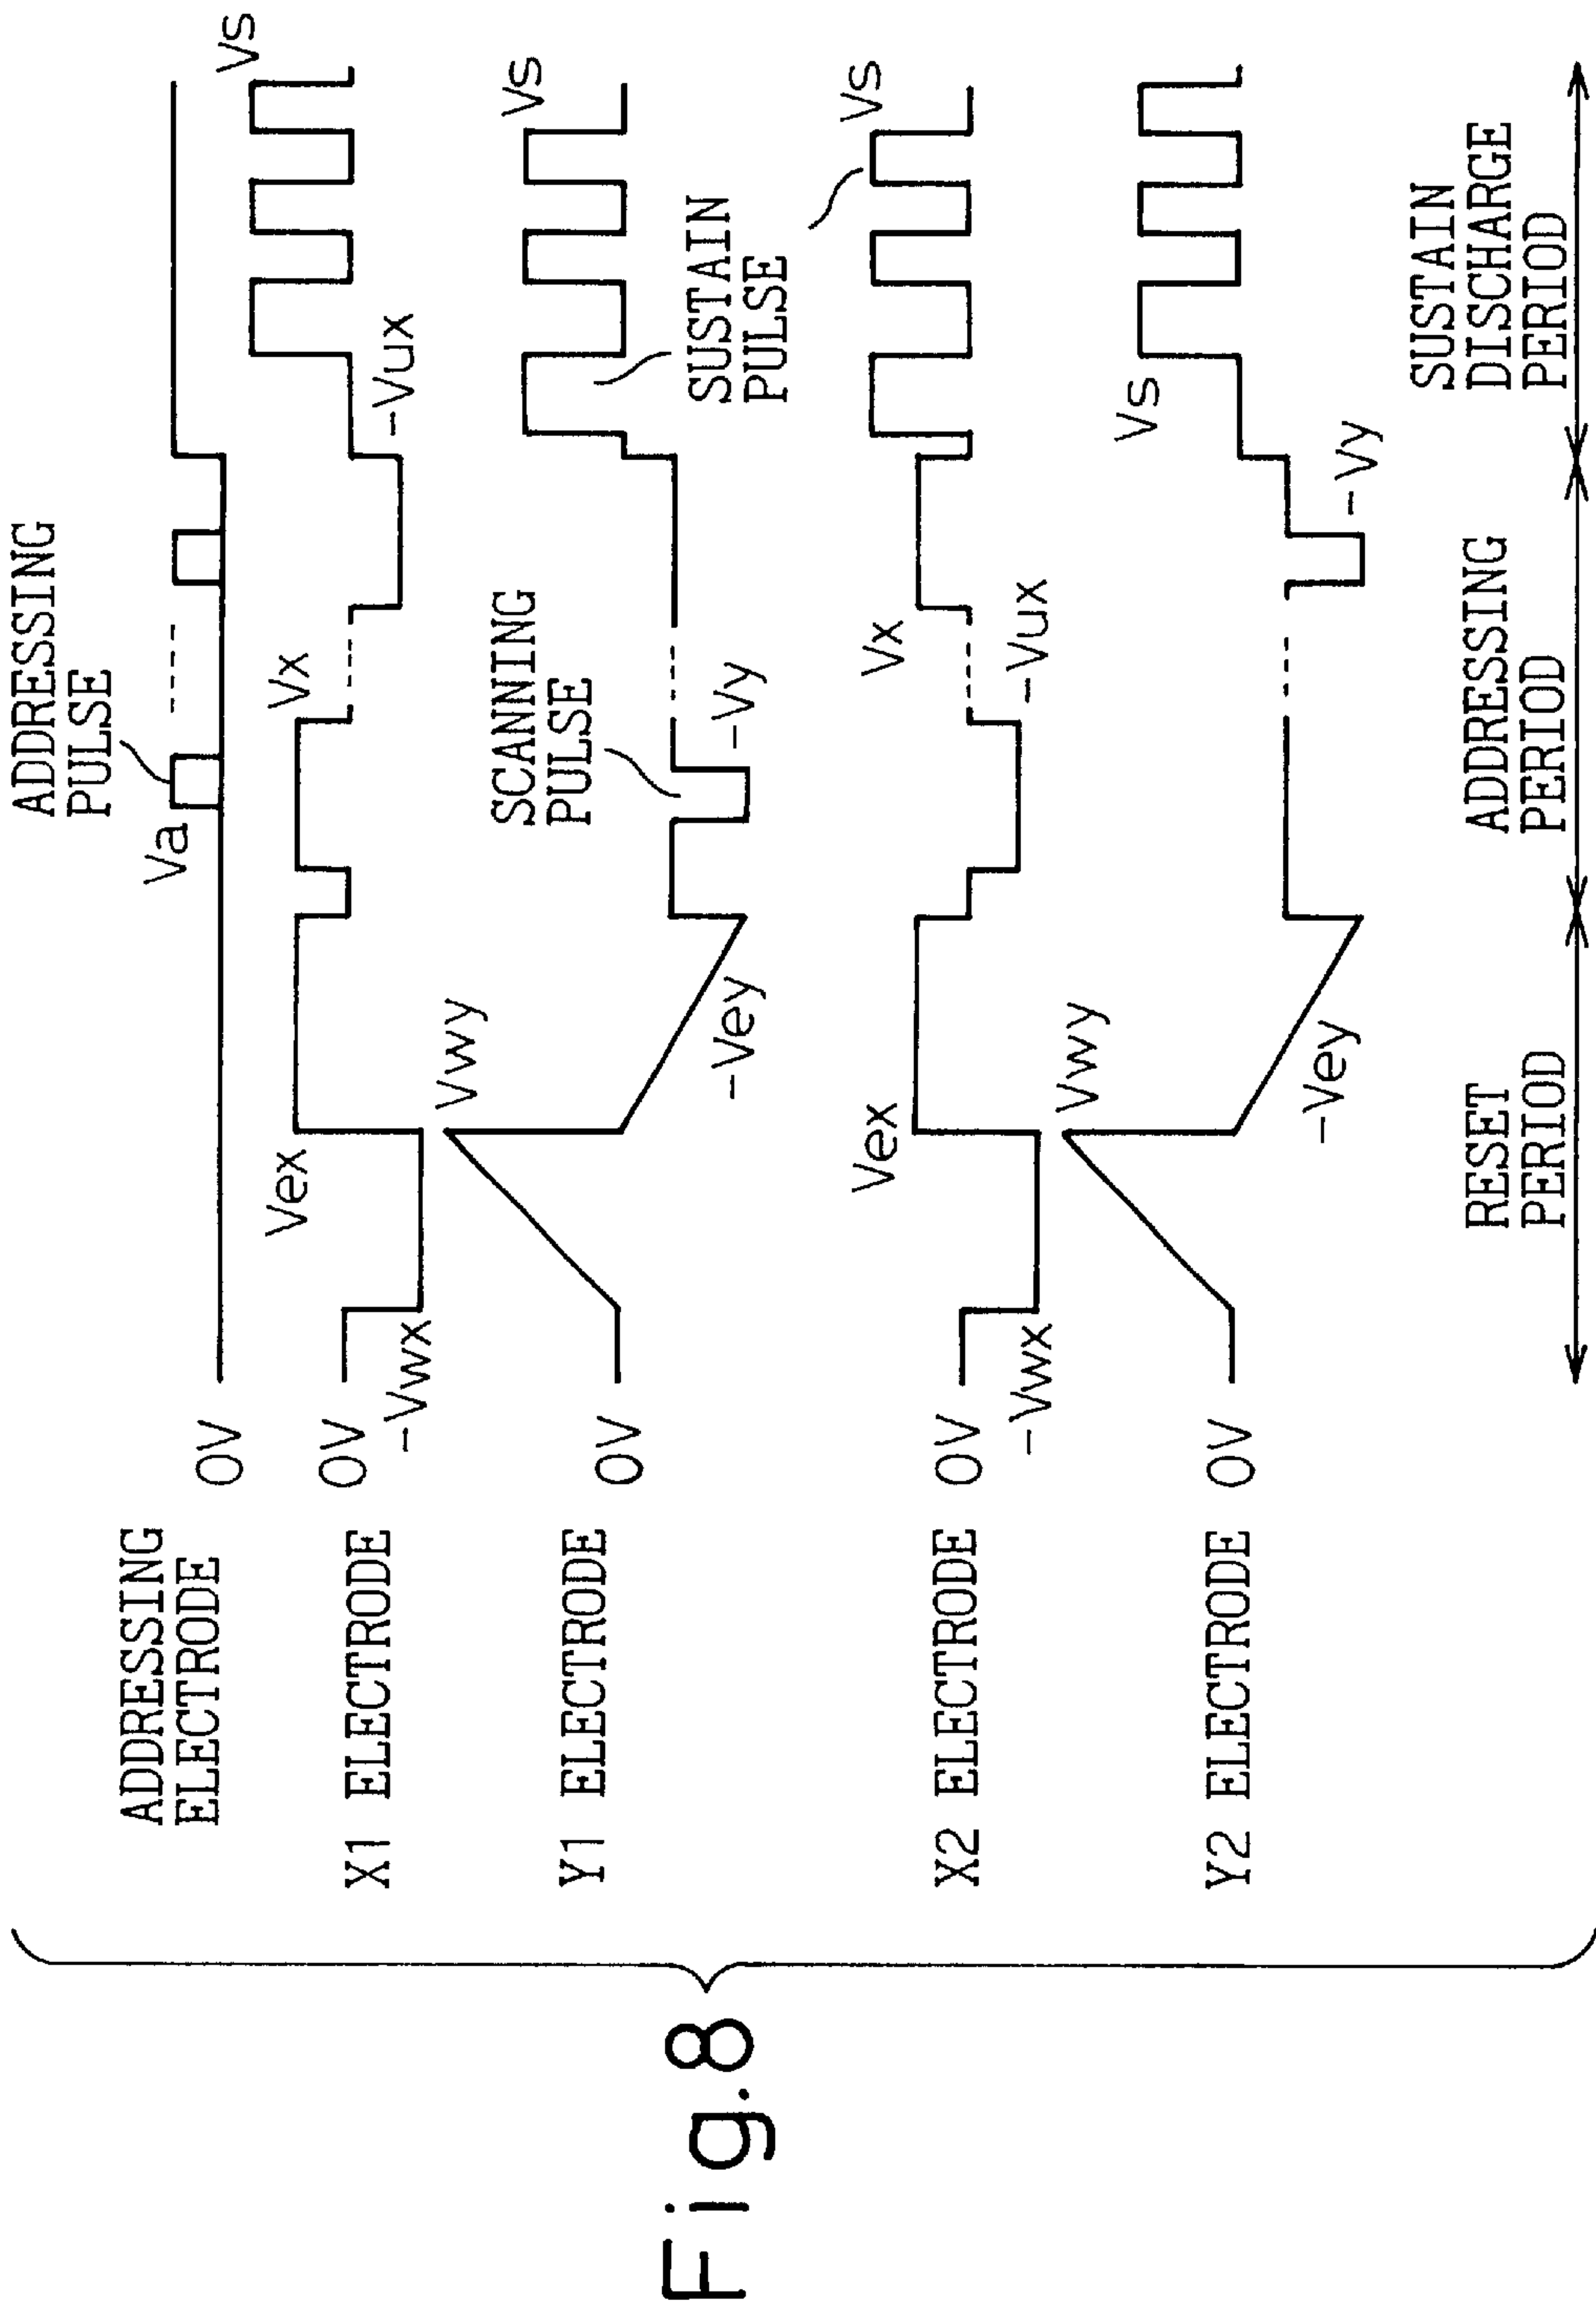 Fig.8
ADDRESSING
ELECTRODE
0V
ADDRESSING
PULSE
Va
X1 ELECTRODE
0V
-Vwx
Vex
Vx
-Vux
Vs
Y1 ELECTRODE
0V
Vwy
-Vey
SCANNING
PULSE
-Vy
Vs
SUSTAIN
PULSE
X2 ELECTRODE
0V
-Vwx
Vex
-Vux
Vx
Vs
Y2 ELECTRODE
0V
Vwy
-Vey
-Vy
Vs
RESET
PERIOD
ADDRESSING
PERIOD
SUSTAIN
DISCHARGE
PERIOD